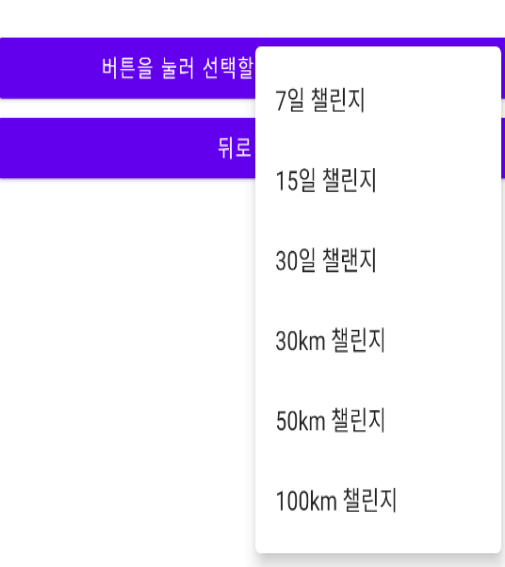 버튼을 눌러 선택할
7일 챌린지
뒤로
15일 챌린지
30일 챌랜지
30km 챌린지
50km 챌린지
100km 챌린지